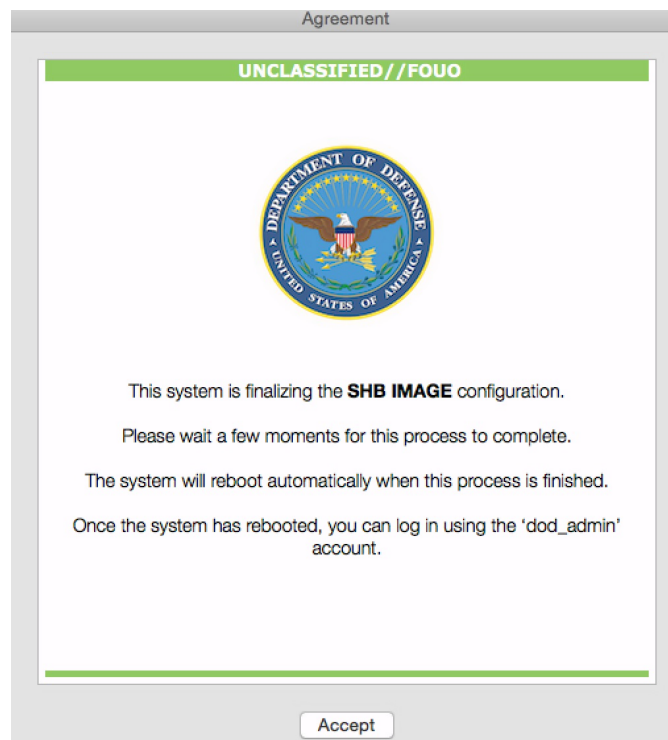 Agreement
UNCLASSIFIED//FOUO
DEPARTMENT OF DEFENSE
UNITED STATES OF AMERICA
This system is finalizing the SHB IMAGE configuration.
Please wait a few moments for this process to complete.
The system will reboot automatically when this process is finished.
Once the system has rebooted, you can log in using the ‘dod_admin’
account.
Accept